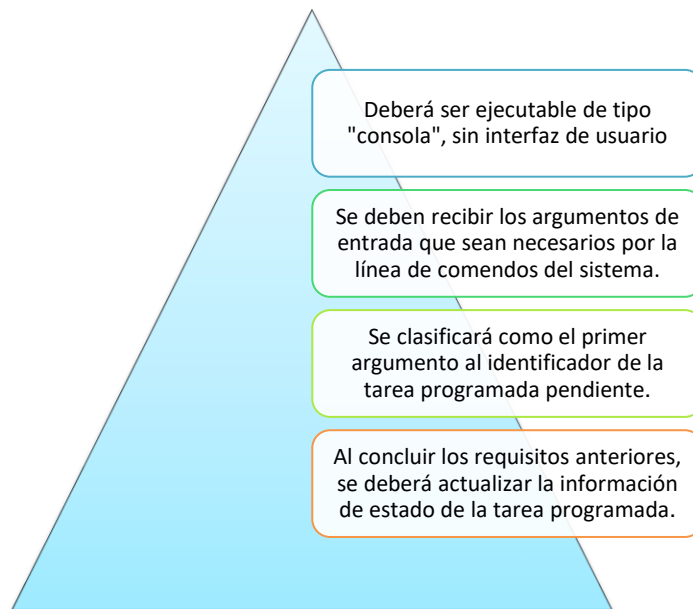 Deberá ser ejecutable de tipo
"consola", sin interfaz de usuario
Se deben recibir los argumentos de
entrada que sean necesarios por la
línea de comendos del sistema.
Se clasificará como el primer
argumento al identificador de la
tarea programada pendiente.
Al concluir los requisitos anteriores,
se deberá actualizar la información
de estado de la tarea programada.